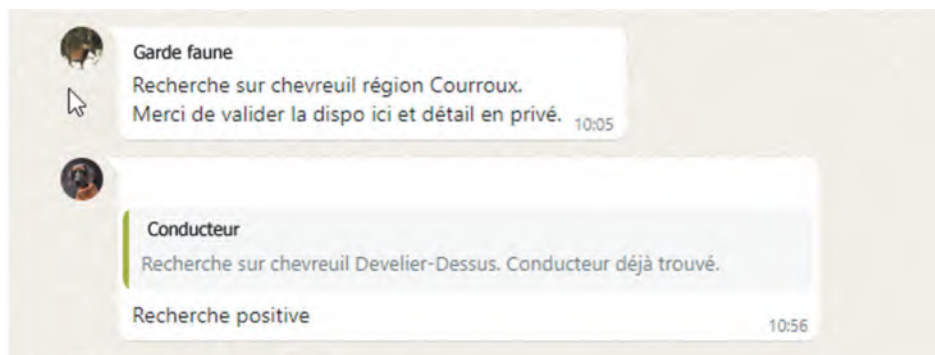 Garde faune
Recherche sur chevreuil région Courroux.
Merci de valider la dispo ici et détail en privé.
10:05
Conducteur
Recherche sur chevreuil Develier-Dessus. Conducteur déjà trouvé.
Recherche positive
10:56